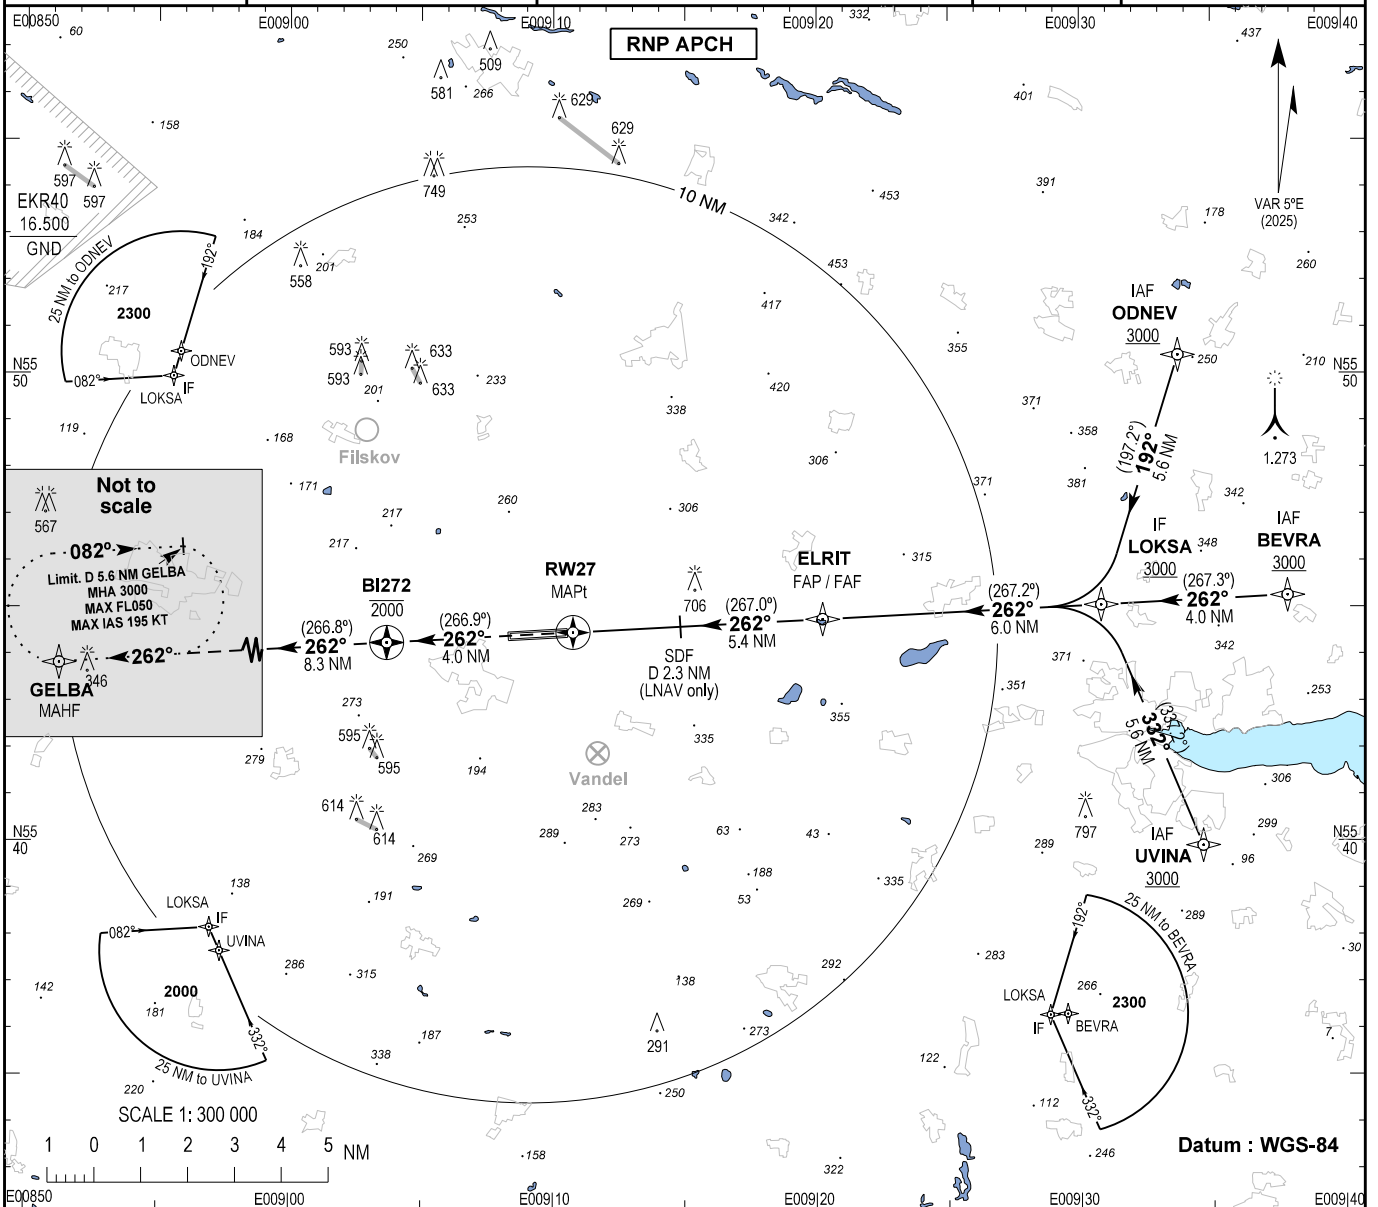 E00850 E009|00 E009|10 E009|20 E009|30 E009|40
RNP APCH
60
250
509
332
437
581
266
629
629
401
158
597
597
749
EKR40
16.500
GND
10 NM
253
342
453
391
178
VAR 5°E
(2025)
184
558
201
453
260
25 NM to ODNEV
192°
217
2300
ODNEV
082°
LOKSA
IF
417
IAF
ODNEV
3000
250
355
210
N55
50
N55
50
593
593
633
633
201
233
420
338
371
119
168
Filskov
306
358
(197.2°)
192°
5.6 NM
381
1.273
171
260
217
217
306
371
342
315
348
Not to
scale
567
082°
Limit. D 5.6 NM GELBA
MHA 3000
MAX FL050
MAX IAS 195 KT
262°
GELBA
MAHF
346
BI272
2000
(266.8°)
262°
8.3 NM
(266.9°)
262°
4.0 NM
RW27
MAPt
706
SDF
D 2.3 NM
(LNAV only)
(267.0°)
262°
5.4 NM
ELRIT
FAP / FAF
(267.2°)
262°
6.0 NM
IF
LOKSA
3000
(267.3°)
262°
4.0 NM
IAF
BEVRA
3000
342
371
351
253
273
355
335
595
595
279
194
Vandel
332°
5.6 NM
306
614
614
283
289
273
63
43
797
299
289
96
N55
40
N55
40
IAF
UVINA
3000
269
188
53
335
138
191
269
289
LOKSA
IF
082°
UVINA
2000
181
332°
25 NM to UVINA
142
286
315
138
292
283
30
192°
25 NM to BEVRA
266
2300
LOKSA
IF
BEVRA
332°
187
291
273
7
338
122
220
250
112
SCALE 1: 300 000
1 0 1 2 3 4 5 NM
158
322
246
Datum : WGS-84
E00850 E009|00 E009|10 E009|20 E009|30 E009|40